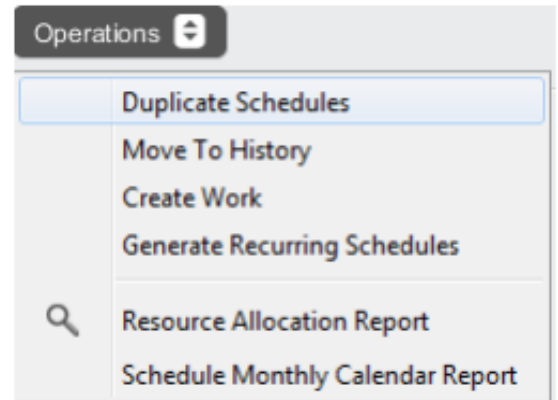 Operations
Duplicate Schedules
Move To History
Create Work
Generate Recurring Schedules
Resource Allocation Report
Schedule Monthly Calendar Report